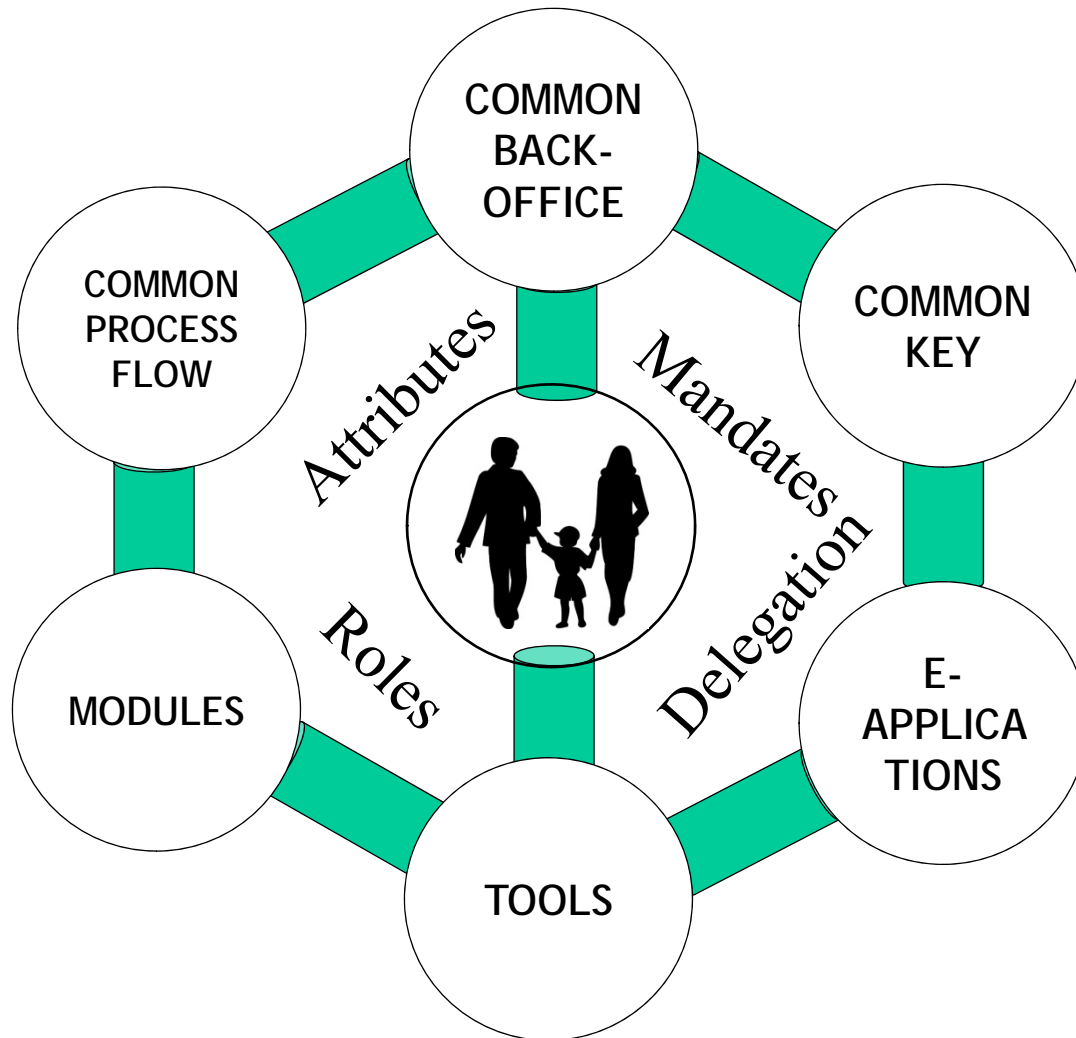 COMMON
BACK-
OFFICE
COMMON
PROCESS
FLOW
COMMON
KEY
Attributes
Mandates
Roles
Delegation
MODULES
E-
APPLICA
TIONS
TOOLS